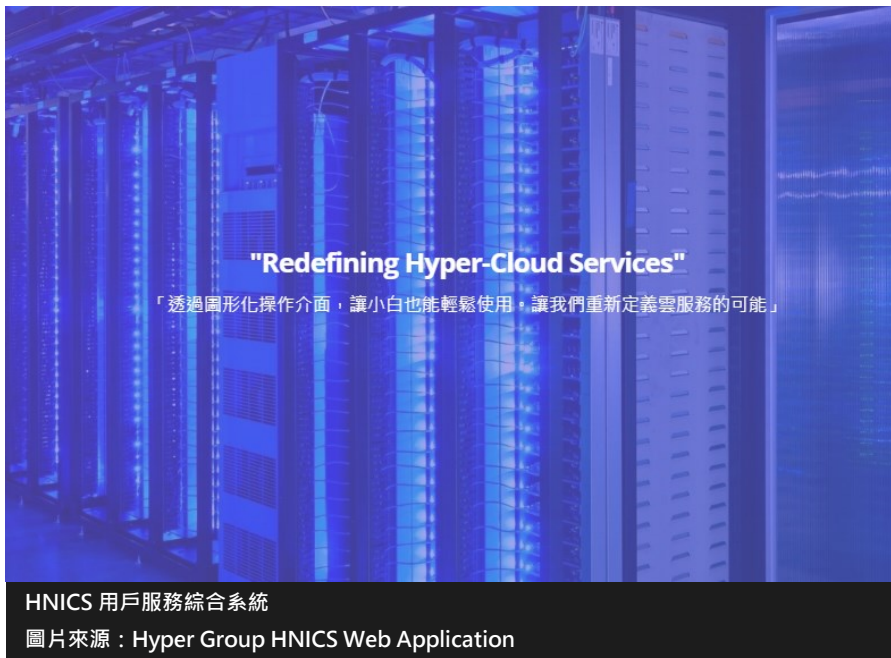 "Redefining Hyper-Cloud Services"
「透過圖形化操作介面，讓小白也能輕鬆使用。讓我們重新定義雲服務的可能」
HNICS 用戶服務綜合系統
圖片來源：Hyper Group HNICS Web Application